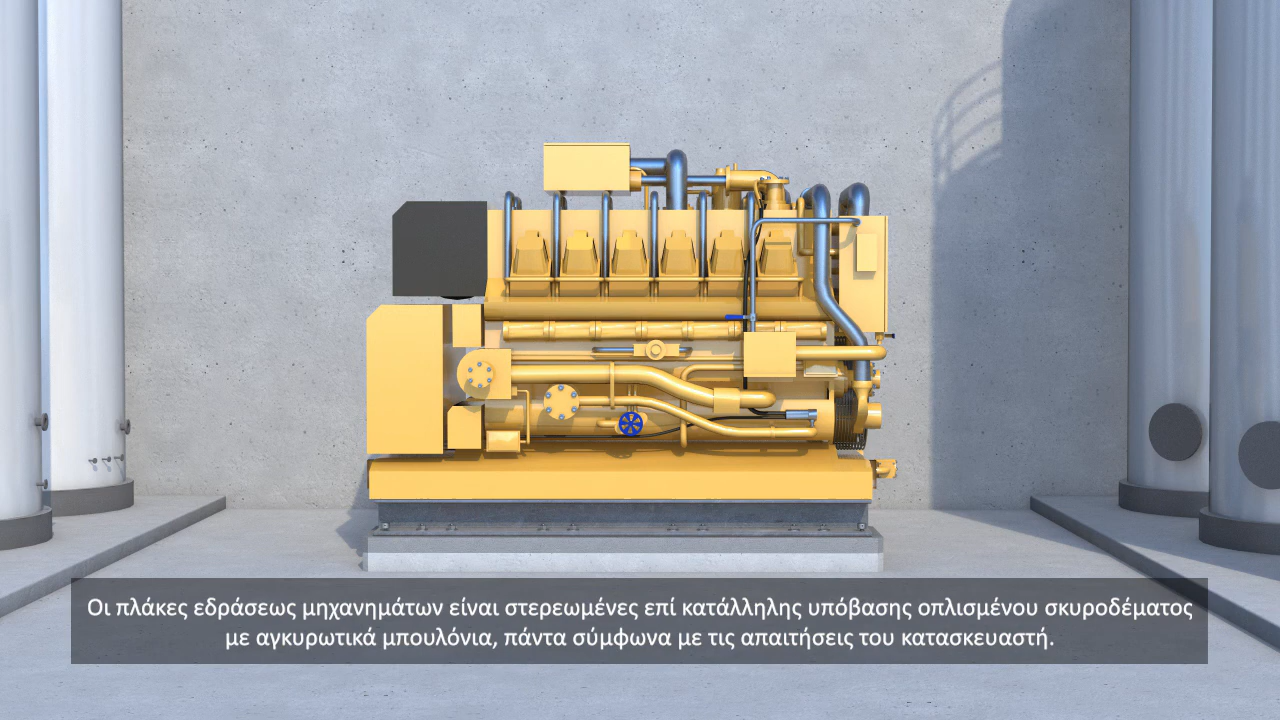 Οι πλάκες εδράσεως μηχανημάτων είναι στερεωμένες επί κατάλληλης υπόβασης οπλισμένου σκυροδέματος
με αγκυρωτικά μπουλόνια, πάντα σύμφωνα με τις απαιτήσεις του κατασκευαστή.